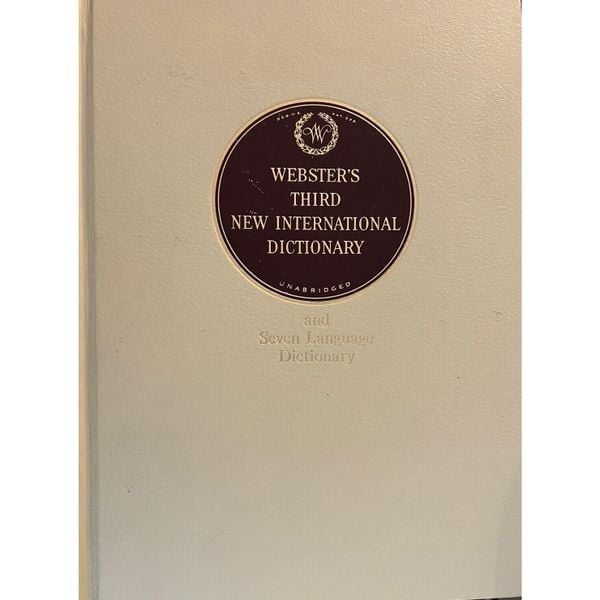 WEBSTER'S
THIRD
NEW INTERNATIONAL
DICTIONARY
UNABRIDGED
and
Seven Language
Dictionary